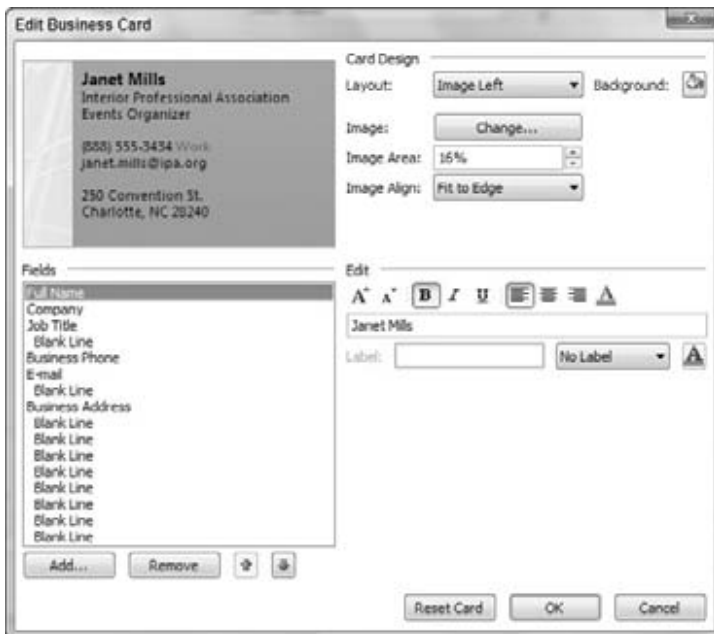 Edit Business Card
Janet Mills
Interior Professional Association
Events Organizer
(888) 555-3434 Work
janet.mills@ipa.org
250 Convention St.
Charlotte, NC 28240
Card Design
Layout: Image Left Background:
Image: Change...
Image Area: 16%
Image Align: Fit to Edge
Fields
Full Name
Company
Job Title
Blank Line
Business Phone
E-mail
Blank Line
Business Address
Blank Line
Blank Line
Blank Line
Blank Line
Blank Line
Blank Line
Blank Line
Blank Line
Add... Remove
Edit
A A B I U A
Janet Mills
Label: No Label A
Reset Card OK Cancel